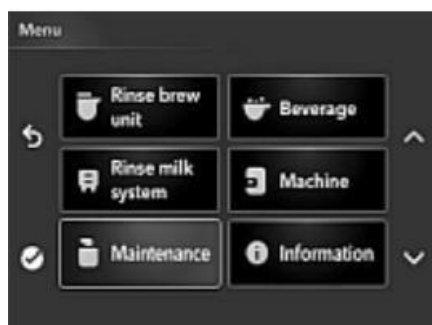 Menu
Rinse brew
unit
Beverage
Rinse milk
system
Machine
Maintenance
Information